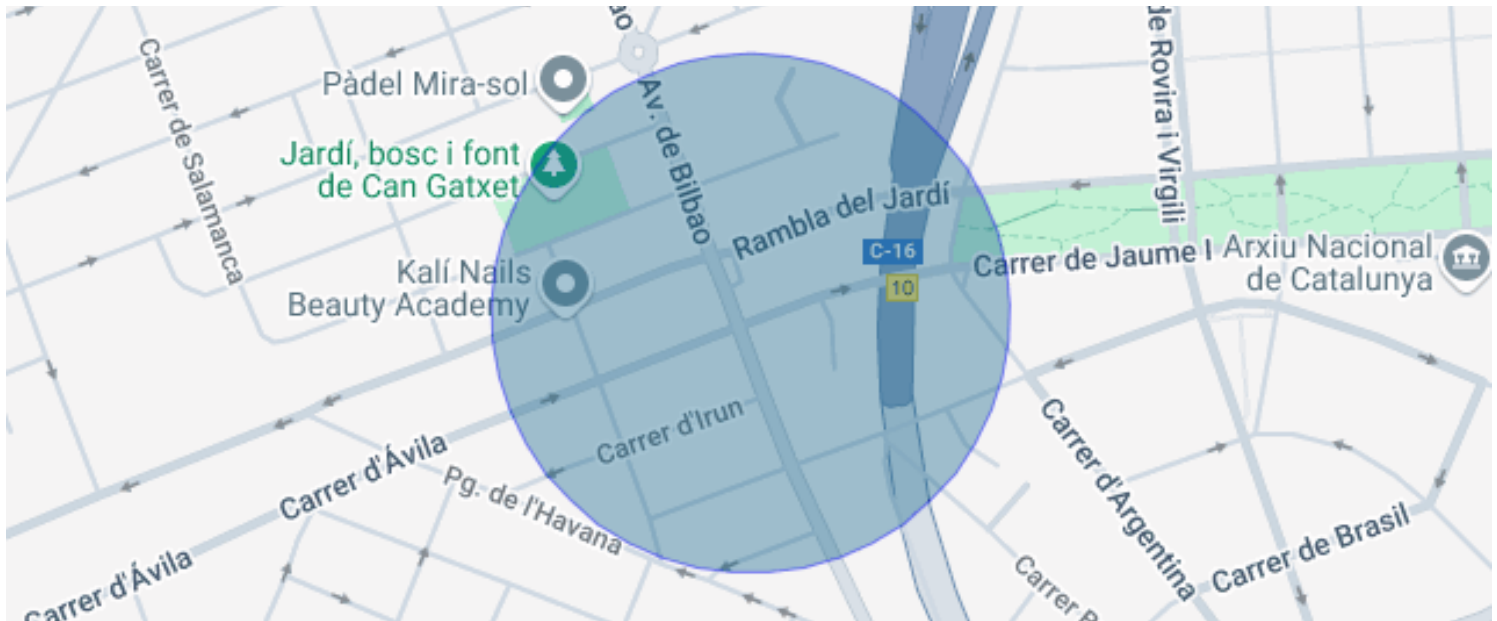 ao
de Rovira i Virgili
Carrer de Salamanca
Pàdel Mira-sol
Av. de Bilbao
Jardí, bosc i font
de Can Gatxet
Rambla del Jardí
C-16
10
Carrer de Jaume I
Arxiu Nacional
de Catalunya
Kalí Nails
Beauty Academy
Carrer d'Irun
Carrer d'Ávila
Pg. de l'Havana
Carrer d'Argentina
Carrer de Brasil
Carrer d'Ávila
Carrer